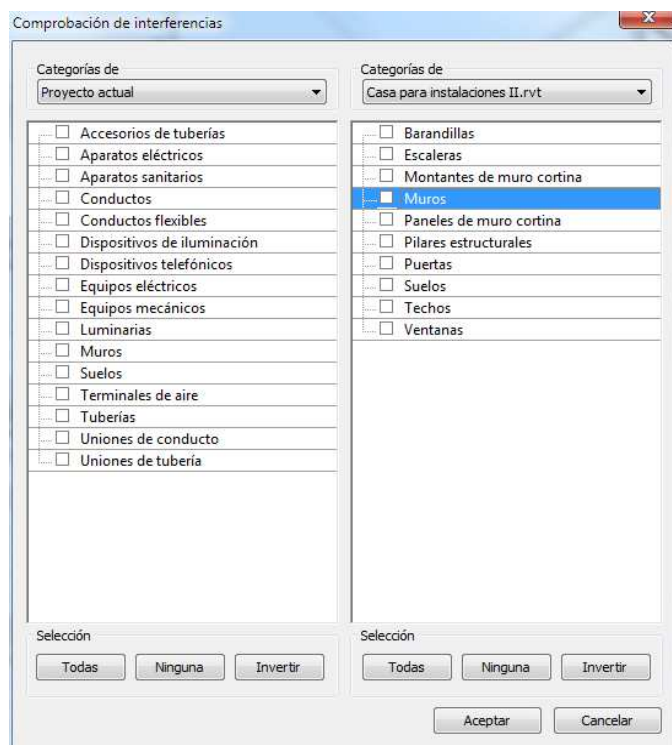 Comprobación de interferencias
Categorías de
Proyecto actual
Accesorios de tuberías
Aparatos eléctricos
Aparatos sanitarios
Conductos
Conductos flexibles
Dispositivos de iluminación
Dispositivos telefónicos
Equipos eléctricos
Equipos mecánicos
Luminarias
Muros
Suelos
Terminales de aire
Tuberías
Uniones de conducto
Uniones de tubería
Selección
Todas
Ninguna
Invertir
Categorías de
Casa para instalaciones II.rvt
Barandillas
Escaleras
Montantes de muro cortina
Muros
Paneles de muro cortina
Pilares estructurales
Puertas
Suelos
Techos
Ventanas
Selección
Todas
Ninguna
Invertir
Aceptar
Cancelar